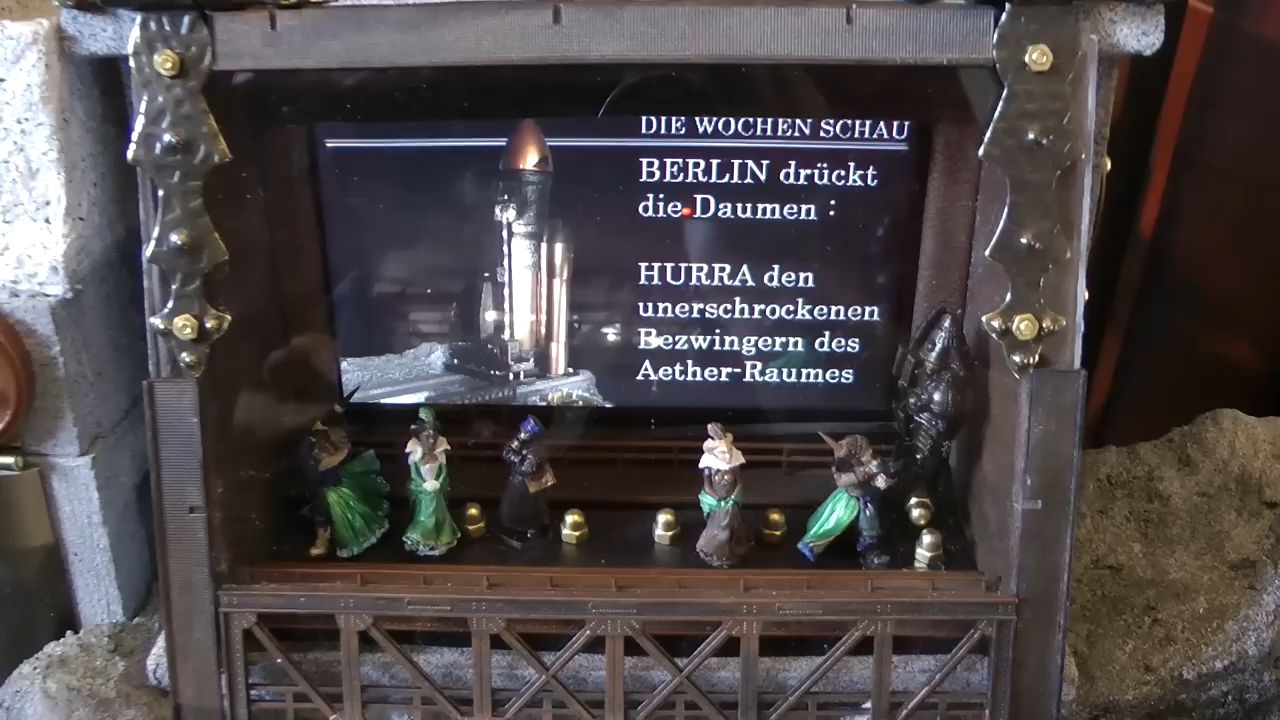 DIE WOCHEN SCHAU
BERLIN drückt
die Daumen :
HURRA den
unerschrockenen
Bezwingern des
Aether-Raumes